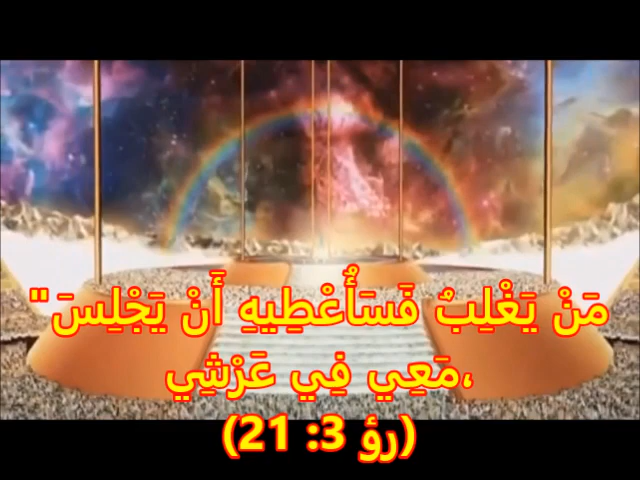 "مَنْ يَغْلِبُ فَسَأُعْطِيهِ أَنْ يَجْلِسَ
مَعِي فِي عَرْشِي،
(رؤ 3: 21)